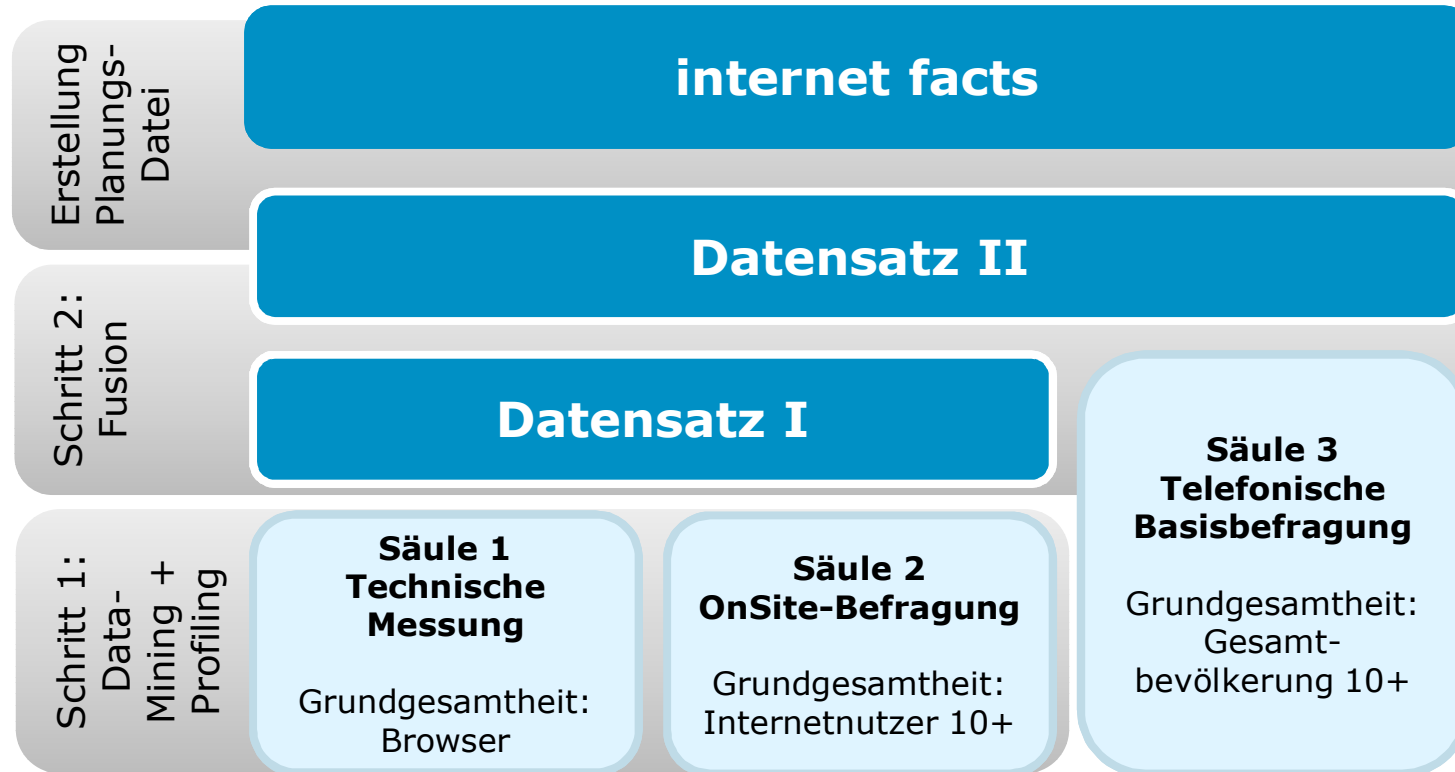 Erstellung
Planungs-
Datei
internet facts
Datensatz II
Schritt 2:
Fusion
Datensatz I
Schritt 1:
Data-
Mining +
Profiling
Säule 1
Technische
Messung
Grundgesamtheit:
Browser
Säule 2
OnSite-Befragung
Grundgesamtheit:
Internetnutzer 10+
Säule 3
Telefonische
Basisbefragung
Grundgesamtheit:
Gesamt-
bevölkerung 10+